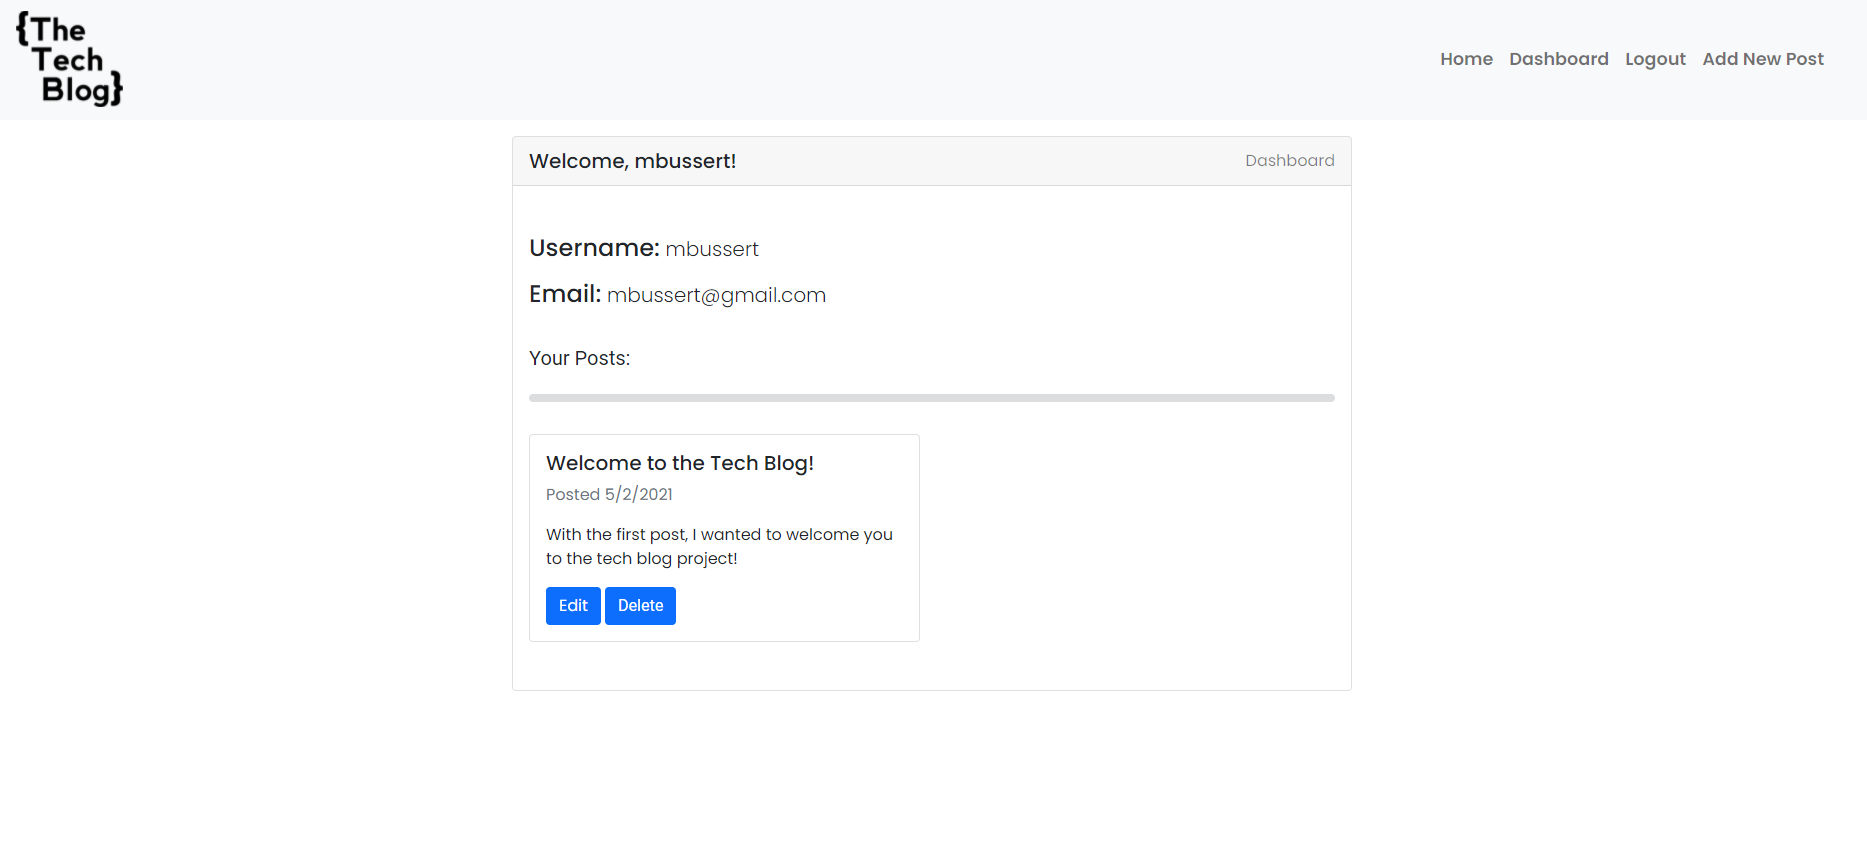 {The
Tech
Blog}
Home Dashboard Logout Add New Post
Welcome, mbussert! Dashboard
Username: mbussert
Email: mbussert@gmail.com
Your Posts:
Welcome to the Tech Blog!
Posted 5/2/2021
With the first post, I wanted to welcome you
to the tech blog project!
Edit Delete